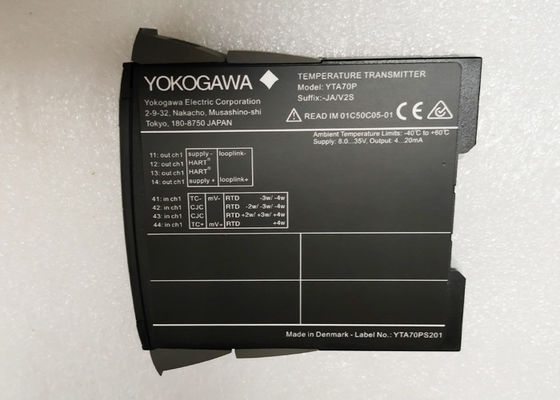 YOKOGAWA
Yokogawa Electric Corporation
2-9-32, Nakacho, Musashino-shi
Tokyo, 180-8750 JAPAN
TEMPERATURE TRANSMITTER
Model: YTA70P
Suffix:-JA/V2S
READ IM 01C50C05-01 CE
Ambient Temperature Limits: -40°C to +60°C
Supply: 8.0...35V, Output: 4...20mA
11: out ch1 supply - looplink-
12: out ch1 HART®
13: out ch1 HART®
14: out ch1 supply + looplink+
41: in ch1 TC- mV- RTD -3w/ -4w
42: in ch1 CJC RTD -2w/ -3w/ -4w
43: in ch1 CJC RTD +2w/ +3w/ +4w
44: in ch1 TC+ mV+ RTD +4w
Made in Denmark - Label No.: YTA70PS201